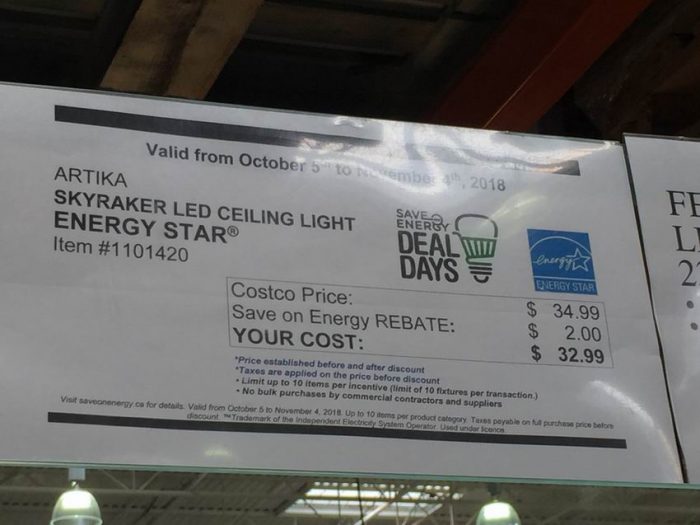 Valid from October 5th to November 4th, 2018
ARTIKA
SKYRAKER LED CEILING LIGHT
ENERGY STAR®
Item #1101420
SAVE ON
ENERGY
DEAL
DAYS
energy
ENERGY STAR
Costco Price: $ 34.99
Save on Energy REBATE: $ 2.00
YOUR COST: $ 32.99
*Price established before and after discount
*Taxes are applied on the price before discount
• Limit up to 10 items per incentive (limit of 10 fixtures per transaction.)
• No bulk purchases by commercial contractors and suppliers
Visit saveonenergy.ca for details. Valid from October 5 to November 4, 2018. Up to 10 items per product category. Taxes payable on full purchase price before
discount. ™Trademark of the Independent Electricity System Operator. Used under licence.
FE
L
2